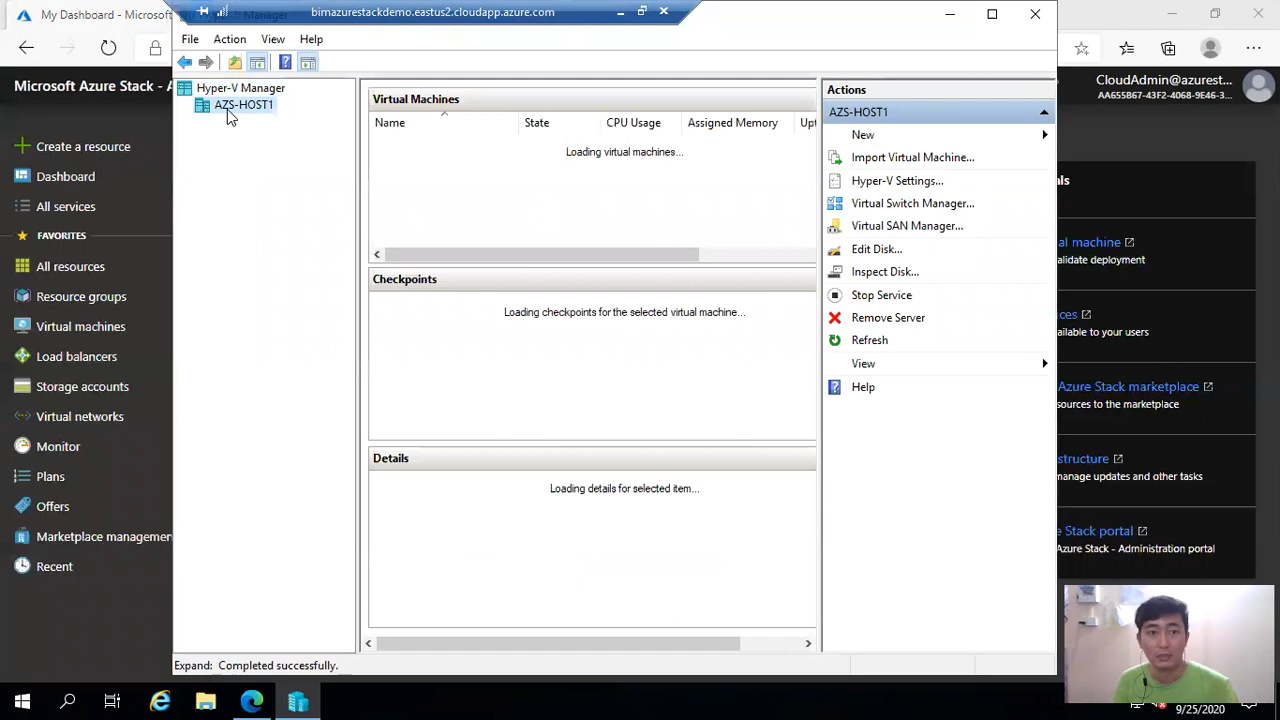 My Dashboard - Microsoft Azure
Hyper-V Manager
bimazurestackdemo.eastus2.cloudapp.azure.com
File Action View Help
Microsoft Azure Stack - A
CloudAdmin@azurest...
AA655B67-43F2-4068-9E46-3...
Create a resource
Dashboard
All services
FAVORITES
All resources
Resource groups
Virtual machines
Load balancers
Storage accounts
Virtual networks
Monitor
Plans
Offers
Marketplace managemen
Recent
Hyper-V Manager
AZS-HOST1
Virtual Machines
Name State CPU Usage Assigned Memory Upt
Loading virtual machines...
Checkpoints
Loading checkpoints for the selected virtual machine...
Details
Loading details for selected item...
Actions
AZS-HOST1
New
Import Virtual Machine...
Hyper-V Settings...
Virtual Switch Manager...
Virtual SAN Manager...
Edit Disk...
Inspect Disk...
Stop Service
Remove Server
Refresh
View
Help
als
al machine
alidate deployment
ces
ailable to your users
Azure Stack marketplace
sources to the marketplace
structure
manage updates and other tasks
e Stack portal
Azure Stack - Administration portal
Expand: Completed successfully.
9/25/2020